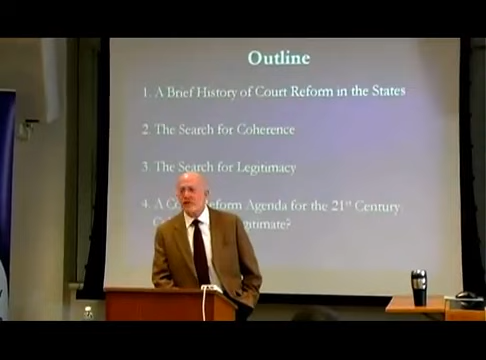 Outline
1. A Brief History of Court Reform in the States
2. The Search for Coherence
3. The Search for Legitimacy
4. A Reform Agenda for the 21st Century: